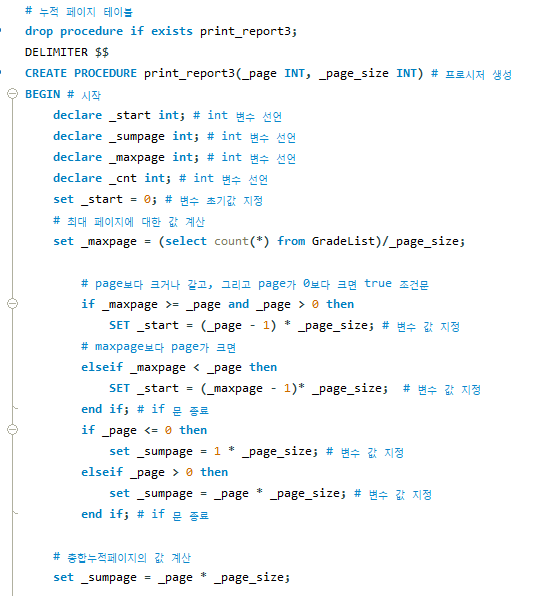 # 누적 페이지 테이블
drop procedure if exists print_report3;
DELIMITER $$
CREATE PROCEDURE print_report3(_page INT, _page_size INT) # 프로시저 생성
BEGIN # 시작
declare _start int; # int 변수 선언
declare _sumpage int; # int 변수 선언
declare _maxpage int; # int 변수 선언
declare _cnt int; # int 변수 선언
set _start = 0; # 변수 초기값 지정
# 최대 페이지에 대한 값 계산
set _maxpage = (select count(*) from GradeList)/_page_size;
# page보다 크거나 같고, 그리고 page가 0보다 크면 true 조건문
if _maxpage >= _page and _page > 0 then
SET _start = (_page - 1) * _page_size; # 변수 값 지정
# maxpage보다 page가 크면
elseif _maxpage < _page then
SET _start = (_maxpage - 1)* _page_size;  # 변수 값 지정
end if; # if 문 종료
if _page <= 0 then
set _sumpage = 1 * _page_size; # 변수 값 지정
elseif _page > 0 then
set _sumpage = _page * _page_size; # 변수 값 지정
end if; # if 문 종료
# 총합누적페이지의 값 계산
set _sumpage = _page * _page_size;